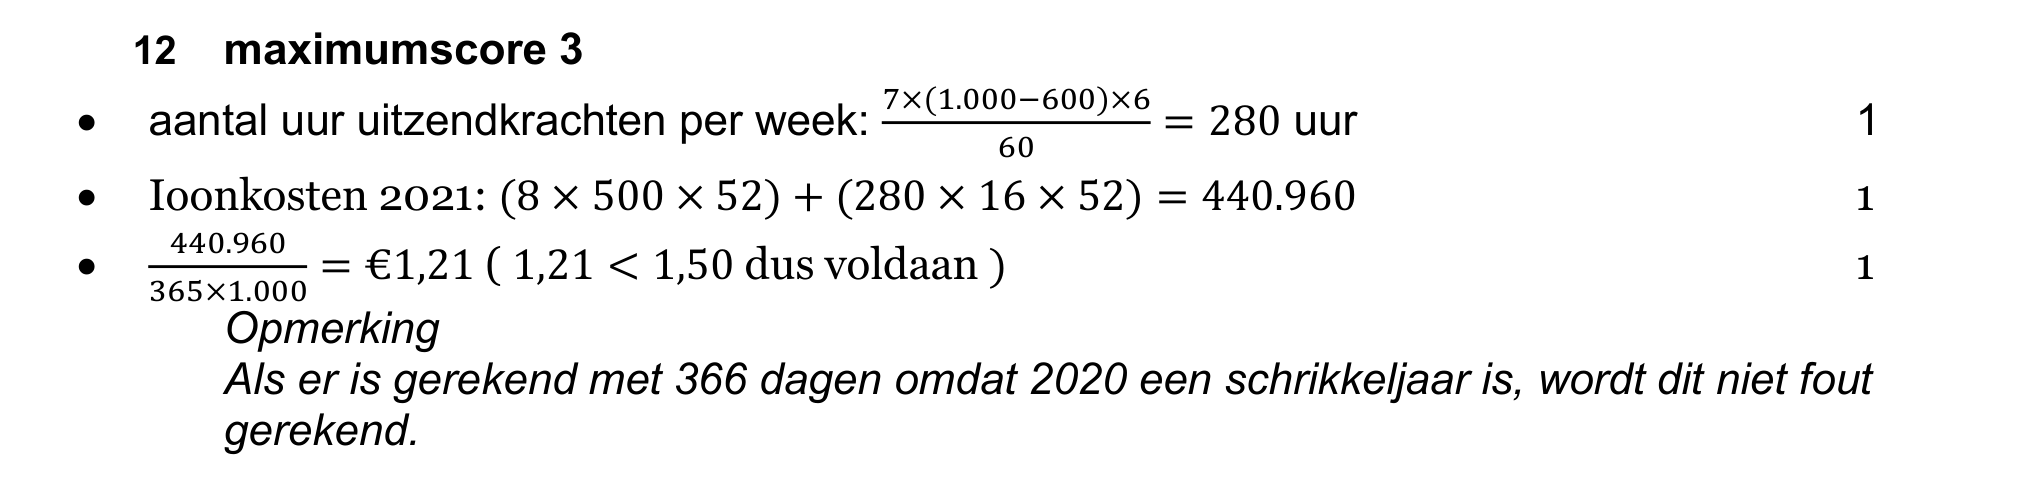 12 maximumscore 3
• aantal uur uitzendkrachten per week: \frac{7×(1.000−600)×6}{60} = 280 uur 1
• Ioonkosten 2021: (8 × 500 × 52) + (280 × 16 × 52) = 440.960 1
• \frac{440.960}{365×1.000} = €1,21 ( 1,21 < 1,50 dus voldaan ) 1
Opmerking
Als er is gerekend met 366 dagen omdat 2020 een schrikkeljaar is, wordt dit niet fout
gerekend.